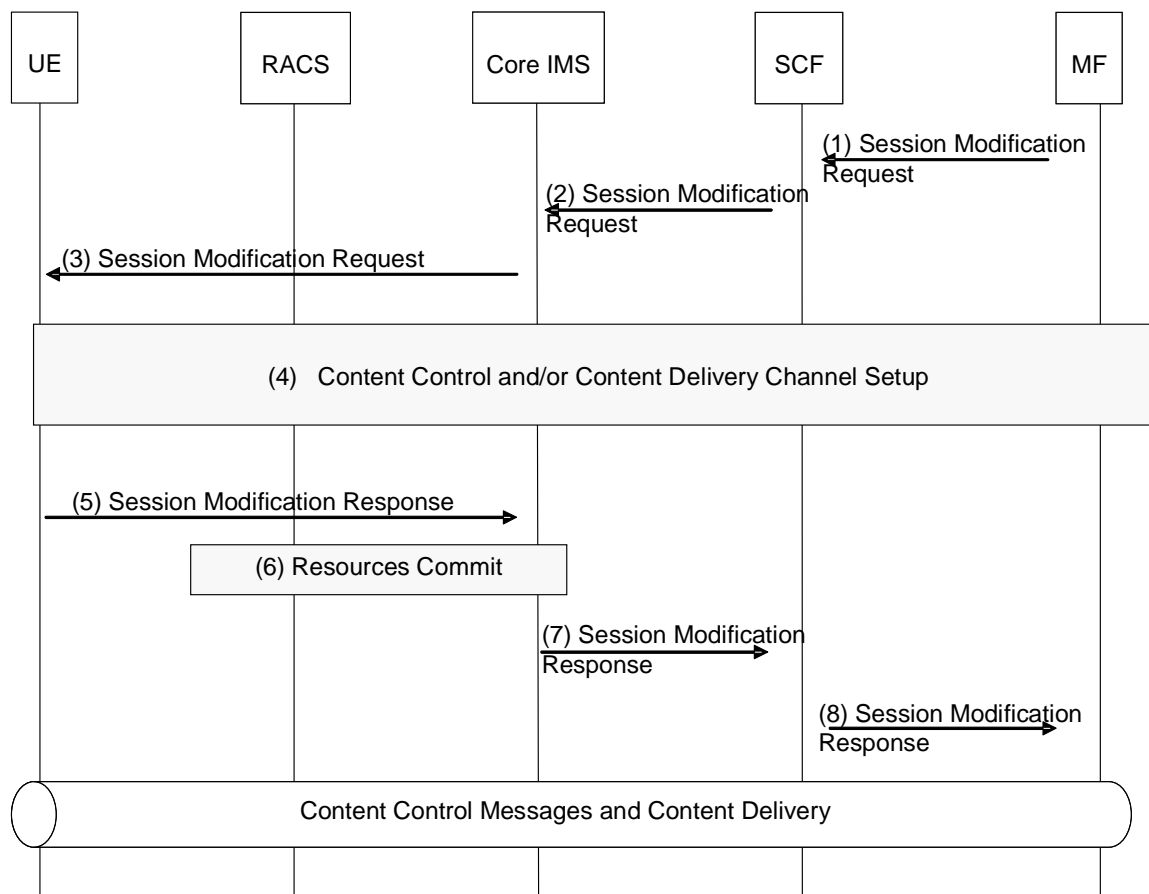 UE
RACS
Core IMS
SCF
MF
(1) Session Modification
Request
(2) Session Modification
Request
(3) Session Modification Request
(4) Content Control and/or Content Delivery Channel Setup
(5) Session Modification Response
(6) Resources Commit
(7) Session Modification
Response
(8) Session Modification
Response
Content Control Messages and Content Delivery